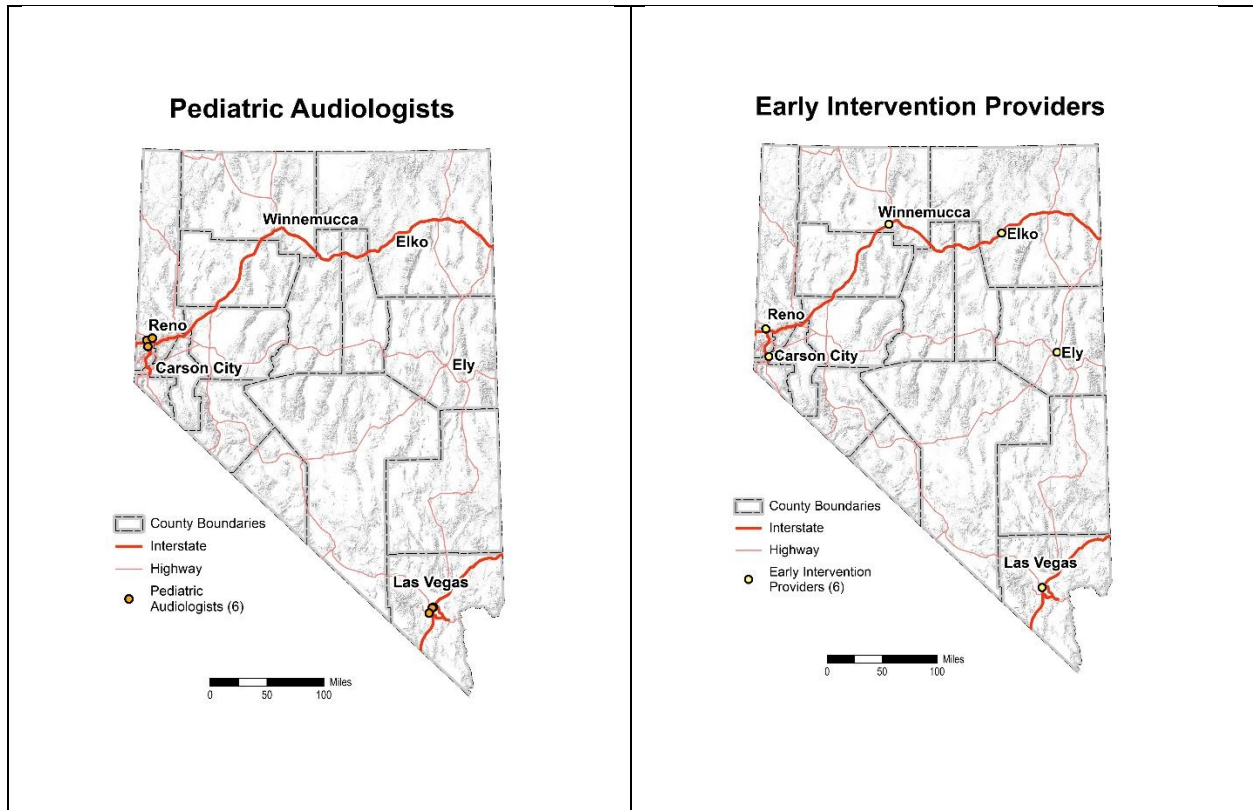 Pediatric Audiologists
Winnemucca
Elko
Reno
Carson City
Ely
County Boundaries
Interstate
Highway
Pediatric
Audiologists (6)
Las Vegas
Miles
0 50 100
Early Intervention Providers
Winnemucca
Elko
Reno
Carson City
Ely
County Boundaries
Interstate
Highway
Early Intervention
Providers (6)
Las Vegas
Miles
0 50 100